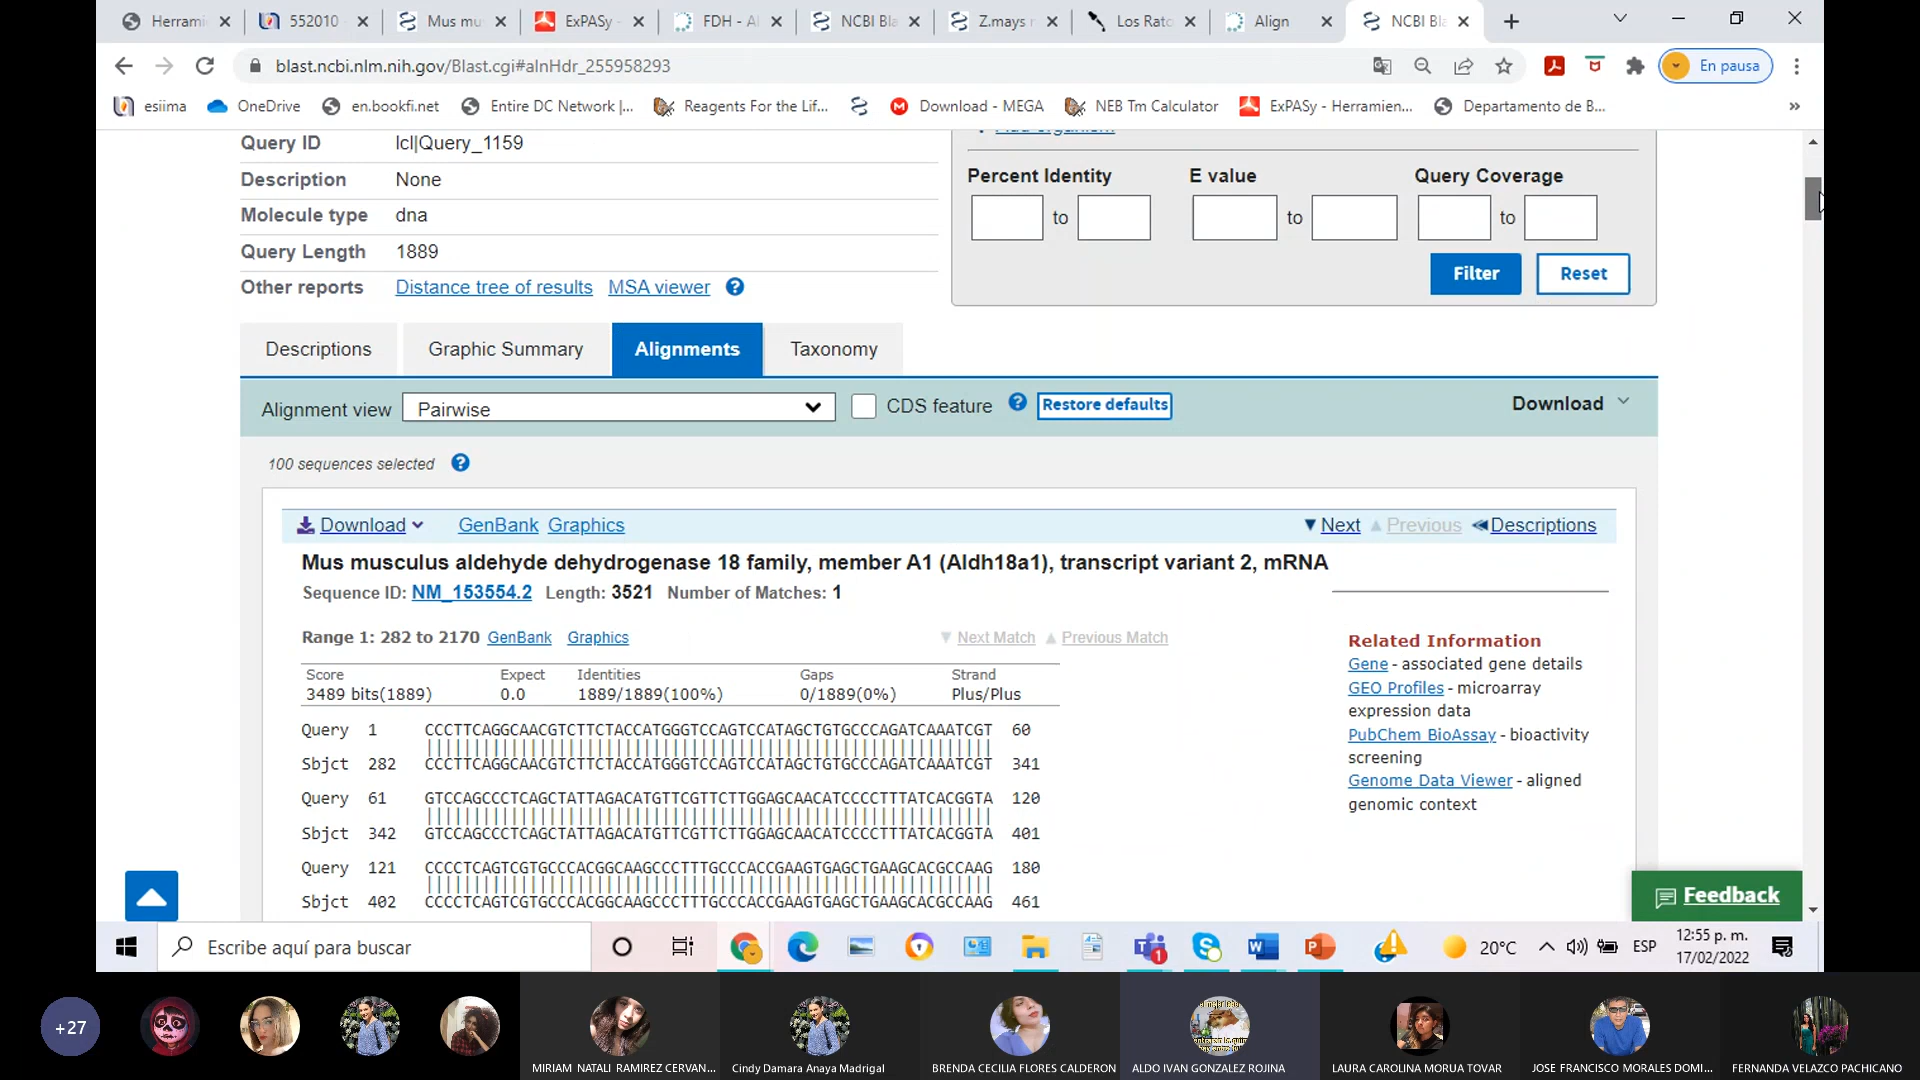 Herrami
552010
Mus mu
ExPASy -
FDH - A
NCBI Bla
Z.mays r
Los Rato
Align
NCBI Bla
blast.ncbi.nlm.nih.gov/Blast.cgi#alnHdr_255958293
En pausa
esiima
OneDrive
en.bookfi.net
Entire DC Network |...
Reagents For the Lif...
Download - MEGA
NEB Tm Calculator
ExPASy - Herramien...
Departamento de B...
»
Query ID lcl|Query_1159
Description None
Molecule type dna
Query Length 1889
Other reports Distance tree of results MSA viewer ?
Percent Identity E value Query Coverage
to to to
Filter Reset
Descriptions Graphic Summary Alignments Taxonomy
Alignment view Pairwise CDS feature ? Restore defaults Download
100 sequences selected ?
Download GenBank Graphics Next Previous Descriptions
Mus musculus aldehyde dehydrogenase 18 family, member A1 (Aldh18a1), transcript variant 2, mRNA
Sequence ID: NM_153554.2 Length: 3521 Number of Matches: 1
Range 1: 282 to 2170 GenBank Graphics Next Match Previous Match
Score Expect Identities Gaps Strand
3489 bits(1889) 0.0 1889/1889(100%) 0/1889(0%) Plus/Plus
Query 1 CCCTTCAGGCAACGTCTTCTACCATGGGTCCAGTCCATAGCTGTGCCCAGATCAAATCGT 60
Sbjct 282 CCCTTCAGGCAACGTCTTCTACCATGGGTCCAGTCCATAGCTGTGCCCAGATCAAATCGT 341
Query 61 GTCCAGCCCTCAGCTATTAGACATGTTCGTTCTTGGAGCAACATCCCCTTTATCACGGTA 120
Sbjct 342 GTCCAGCCCTCAGCTATTAGACATGTTCGTTCTTGGAGCAACATCCCCTTTATCACGGTA 401
Query 121 CCCCTCAGTCGTGCCCACGGCAAGCCCTTTGCCCACCGAAGTGAGCTGAAGCACGCCAAG 180
Sbjct 402 CCCCTCAGTCGTGCCCACGGCAAGCCCTTTGCCCACCGAAGTGAGCTGAAGCACGCCAAG 461
Related Information
Gene - associated gene details
GEO Profiles - microarray
expression data
PubChem BioAssay - bioactivity
screening
Genome Data Viewer - aligned
genomic context
Feedback
Escribe aquí para buscar
1
20°C
ESP
12:55 p. m.
17/02/2022
+27
MIRIAM NATALI RAMIREZ CERVAN...
Cindy Damara Anaya Madrigal
BRENDA CECILIA FLORES CALDERON
ALDO IVAN GONZALEZ ROJINA
LAURA CAROLINA MORUA TOVAR
JOSE FRANCISCO MORALES DOMI...
FERNANDA VELAZCO PACHICANO